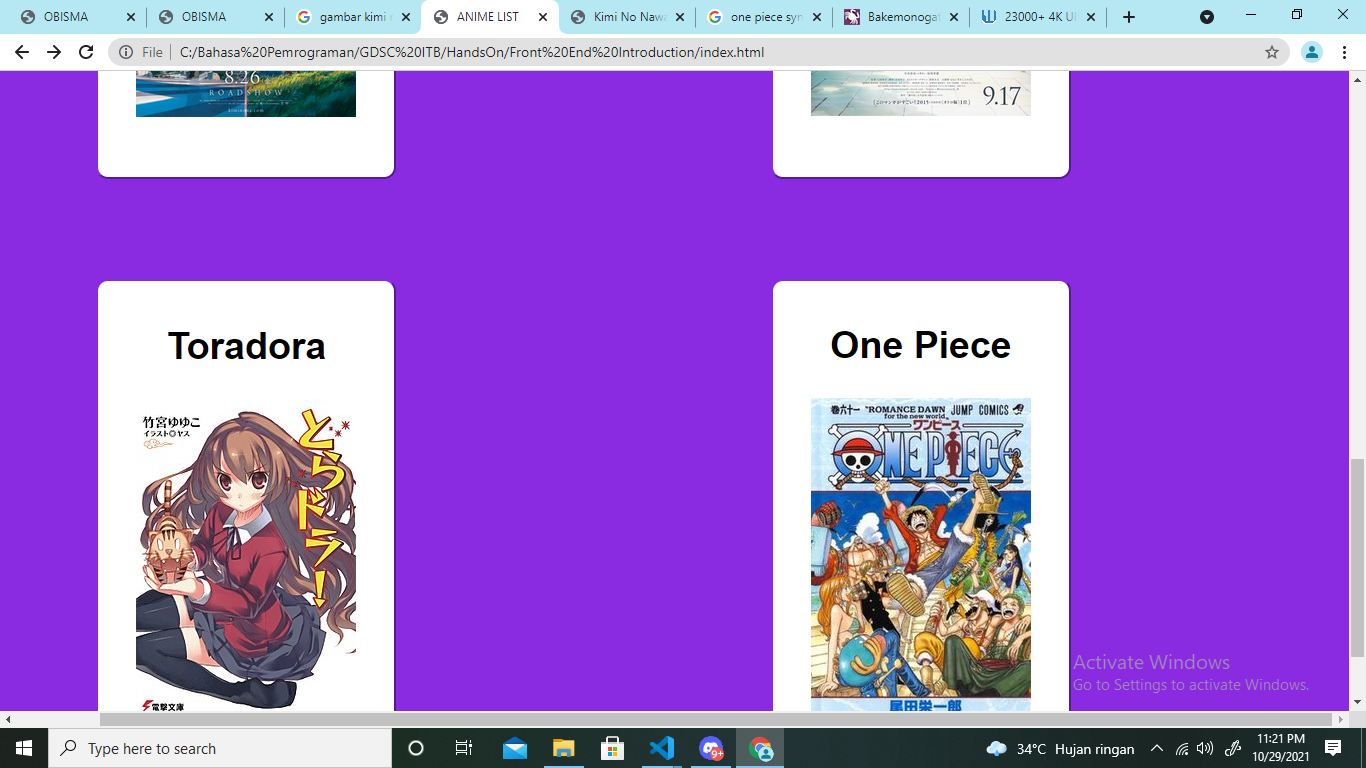 OBISMA
OBISMA
gambar kimi
ANIME LIST
Kimi No Nawa
one piece syn
Bakemonogat
23000+ 4K Ul
File
C:/Bahasa%20Pemrograman/GDSC%20ITB/HandsOn/Front%20End%20Introduction/index.html
8.26
ROADSHOW
9.17
Toradora
One Piece
竹宮ゆゆこ
イラスト◎ヤス
とらドラ!
電撃文庫
巻六十一 "ROMANCE DAWN for the new world" JUMP COMICS
ワンピース
ONE PIECE
尾田栄一郎
Activate Windows
Go to Settings to activate Windows.
Type here to search
9+
34°C Hujan ringan
11:21 PM
10/29/2021